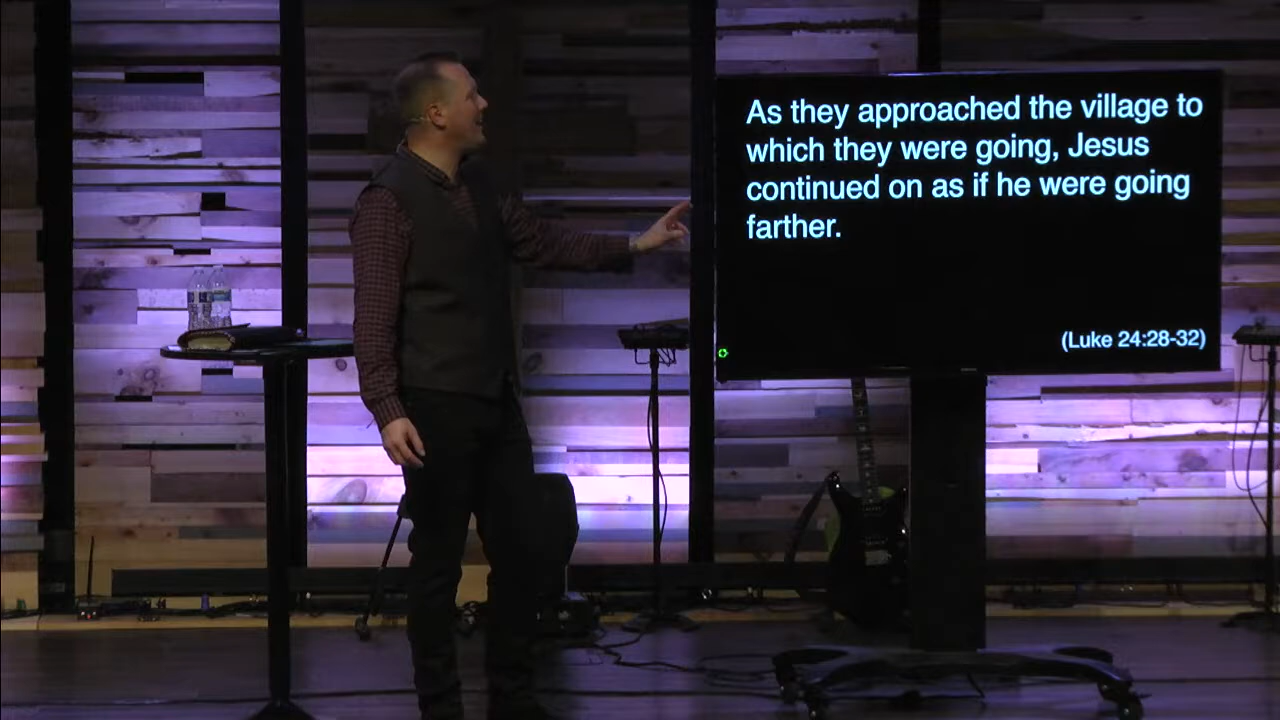 As they approached the village to
which they were going, Jesus
continued on as if he were going
farther.
(Luke 24:28-32)